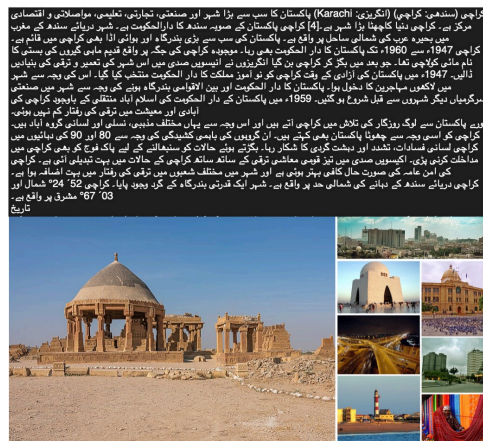 کراچی (سندھی: ڪراچي) (انگریزی: Karachi) پاکستان کا سب سے بڑا شہر اور صنعتی، تجارتی، تعلیمی، مواصلاتی و اقتصادی
مرکز ہے۔ کراچی دنیا کاچھٹا بڑا شہر ہے۔[4] کراچی پاکستان کے صوبہ سندھ کا دارالحکومت ہے۔ شہر دریائے سندھ کے مغرب
میں بحیرہ عرب کی شمالی ساحل پر واقع ہے۔ پاکستان کی سب سے بڑی بندرگاہ اور ہوائی اڈا بھی کراچی میں قائم ہے۔
کراچی 1947ء سے 1960ء تک پاکستان کا دار الحکومت بھی رہا۔ موجودہ کراچی کی جگہ پر واقع قدیم ماہی گیروں کی بستی کا
نام مائی کولاچی تھا۔ جو بعد میں بگڑ کر کراچی بن گیا انگریزوں نے انیسویں صدی میں اس شہر کی تعمیر و ترقی کی بنیادیں
ڈالیں۔ 1947ء میں پاکستان کی آزادی کے وقت کراچی کو نو آموز مملکت کا دار الحکومت منتخب کیا گیا۔ اس کی وجہ سے شہر
میں لاکھوں مہاجرین کا دخول ہوا۔ پاکستان کا دار الحکومت اور بین الاقوامی بندرگاہ ہونے کی وجہ سے شہر میں صنعتی
سرگرمیاں دیگر شہروں سے قبل شروع ہو گئیں۔ 1959ء میں پاکستان کے دار الحکومت کی اسلام آباد منتقلی کے باوجود کراچی کی
آبادی اور معیشت میں ترقی کی رفتار کم نہیں ہوئی۔
پورے پاکستان سے لوگ روزگار کی تلاش میں کراچی آتے ہیں اور اس وجہ سے یہاں مختلف مذہبی، نسلی اور لسانی گروہ آباد ہیں۔
کراچی کو اسی وجہ سے چھوٹا پاکستان بھی کہتے ہیں۔ ان گروہوں کی باہمی کشیدگی کی وجہ سے 80 اور 90 کی دہائیوں میں
کراچی لسانی فسادات، تشدد اور دہشت گردی کا شکار رہا۔ بگڑتے ہوئے حالات کو سنبھالنے کے لیے پاک فوج کو بھی کراچی میں
مداخلت کرنی پڑی۔ اکیسویں صدی میں تیز قومی معاشی ترقی کے ساتھ ساتھ کراچی کے حالات میں بہت تبدیلی آئی ہے۔ کراچی
کی امن عامہ کی صورت حال کافی بہتر ہوئی ہے اور شہر میں مختلف شعبوں میں ترقی کی رفتار میں بہت اضافہ ہوا ہے۔
کراچی دریائے سندھ کے دہانے کی شمالی حد پر واقع ہے۔ شہر ایک قدرتی بندرگاہ کے گرد وجود پایا۔ کراچی 52´ 24° شمال اور
03´ 67° مشرق پر واقع ہے۔
تاریخ